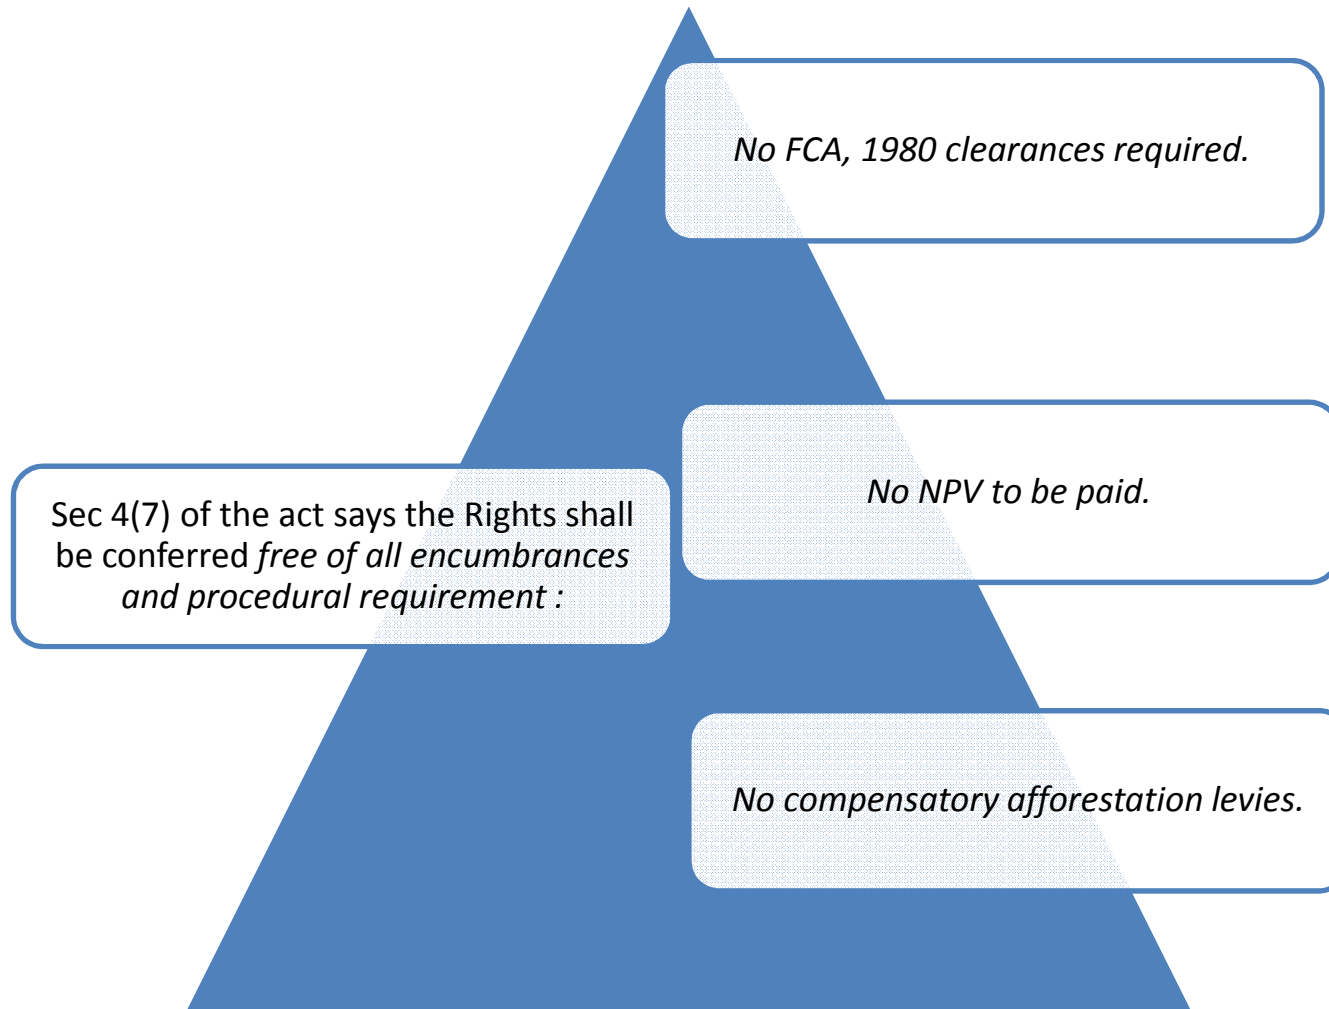 No FCA, 1980 clearances required.
Sec 4(7) of the act says the Rights shall
be conferred free of all encumbrances
and procedural requirement :
No NPV to be paid.
No compensatory afforestation levies.